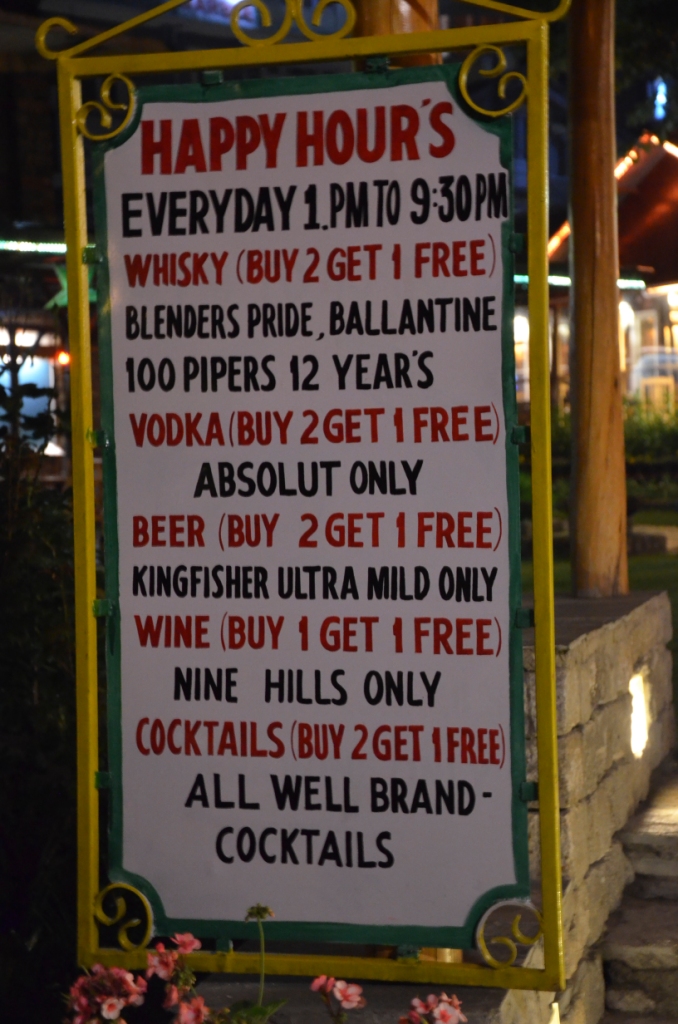 HAPPY HOUR'S
EVERYDAY 1.PM TO 9:30PM
WHISKY (BUY 2 GET 1 FREE)
BLENDERS PRIDE, BALLANTINE
100 PIPERS 12 YEAR'S
VODKA (BUY 2 GET 1 FREE)
ABSOLUT ONLY
BEER (BUY 2 GET 1 FREE)
KINGFISHER ULTRA MILD ONLY
WINE (BUY 1 GET 1 FREE)
NINE HILLS ONLY
COCKTAILS (BUY 2 GET 1 FREE)
ALL WELL BRAND-
COCKTAILS